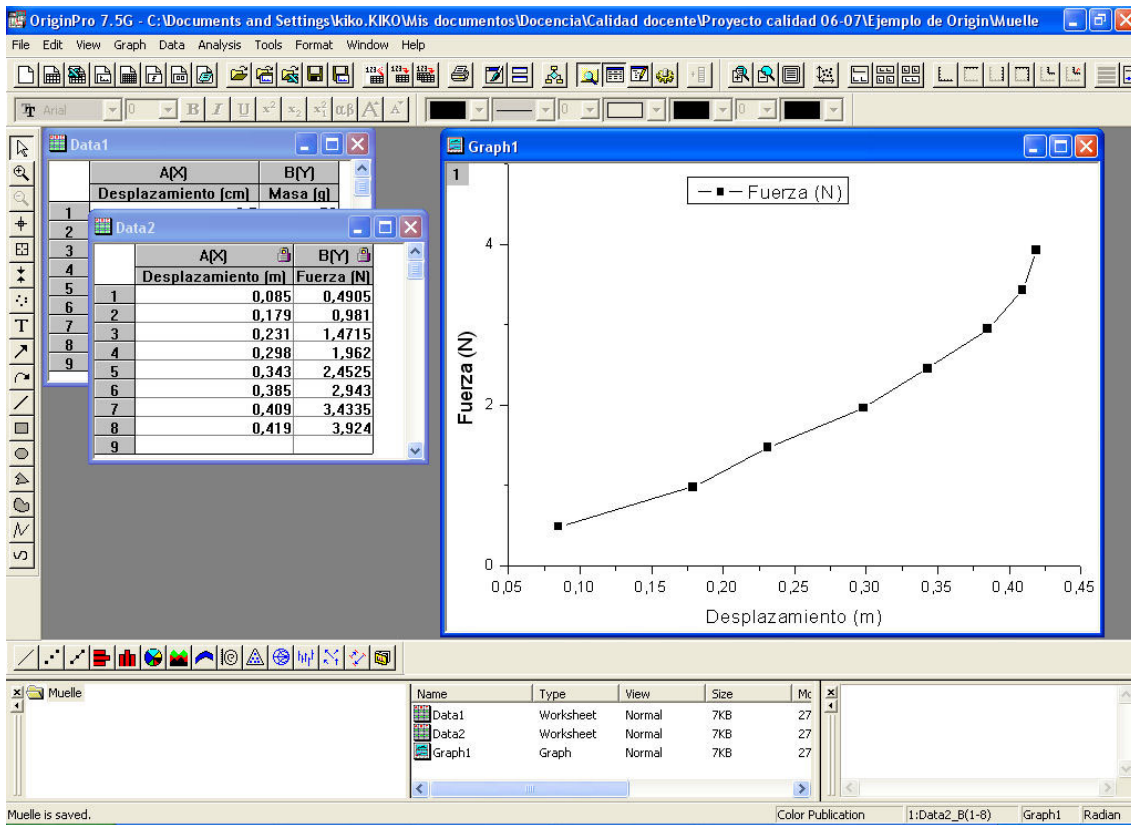 OriginPro 7.5G - C:\Documents and Settings\kiko.KIKO\Mis documentos\Docencia\Calidad docente\Proyecto calidad 06-07\Ejemplo de Origin\Muelle
File Edit View Graph Data Analysis Tools Format Window Help
Arial 0 B I U x² x₂ x₁² αβ A A 0 0
Data1
A(X) B(Y)
Desplazamiento (cm) Masa (g)
1
2
3
4
5
6
7
8
9
Data2
A(X) B(Y)
Desplazamiento (m) Fuerza (N)
1 0,085 0,4905
2 0,179 0,981
3 0,231 1,4715
4 0,298 1,962
5 0,343 2,4525
6 0,385 2,943
7 0,409 3,4335
8 0,419 3,924
9
Graph1
1
Fuerza (N)
4
2
0
Fuerza (N)
0,05 0,10 0,15 0,20 0,25 0,30 0,35 0,40 0,45
Desplazamiento (m)
Muelle
Name Type View Size
Data1 Worksheet Normal 7KB 27
Data2 Worksheet Normal 7KB 27
Graph1 Graph Normal 7KB 27
Muelle is saved.
Color Publication 1:Data2_B(1-8) Graph1 Radian